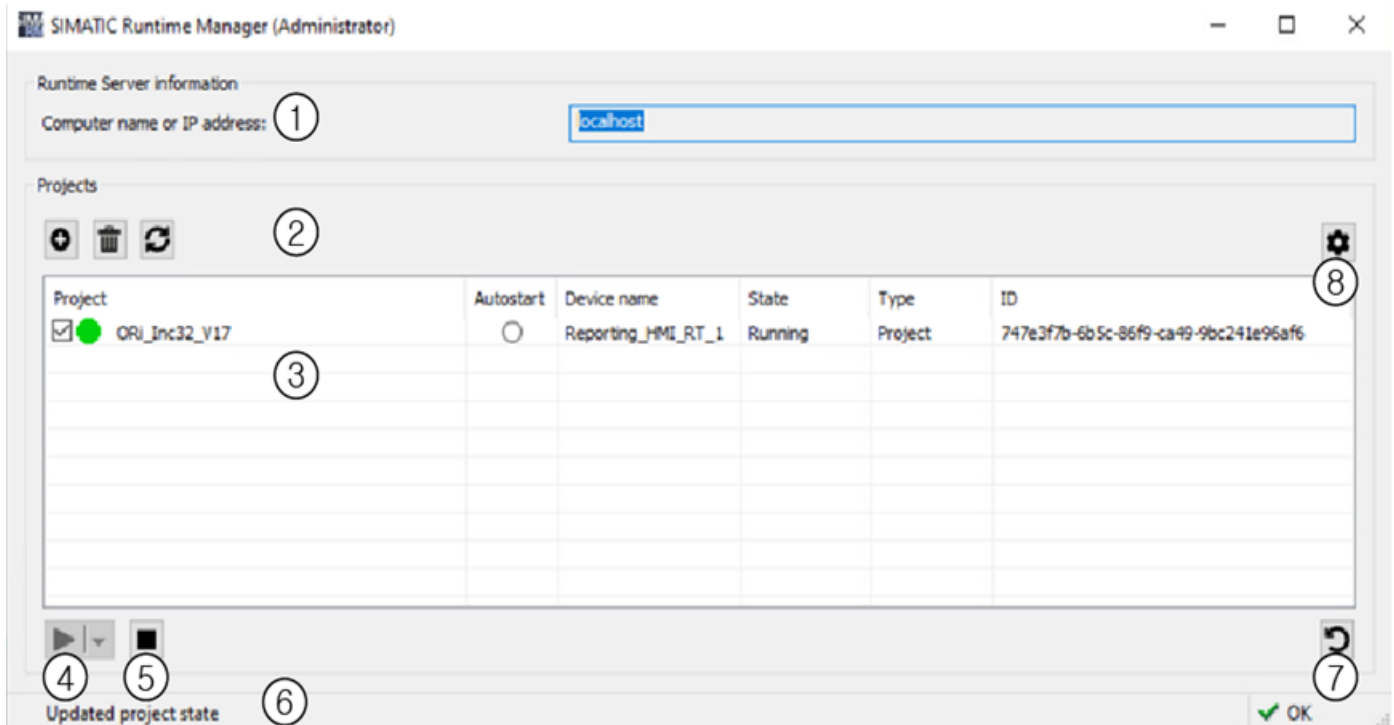 SIMATIC Runtime Manager (Administrator)
Runtime Server information
Computer name or IP address: ① localhost
Projects
②
⑧
Project Autostart Device name State Type ID
ORi_Inc32_V17 Reporting_HMI_RT_1 Running Project 747e3f7b-6b5c-86f9-ca49-9bc241e96af6
③
④ ⑤ ⑦
Updated project state ⑥ OK